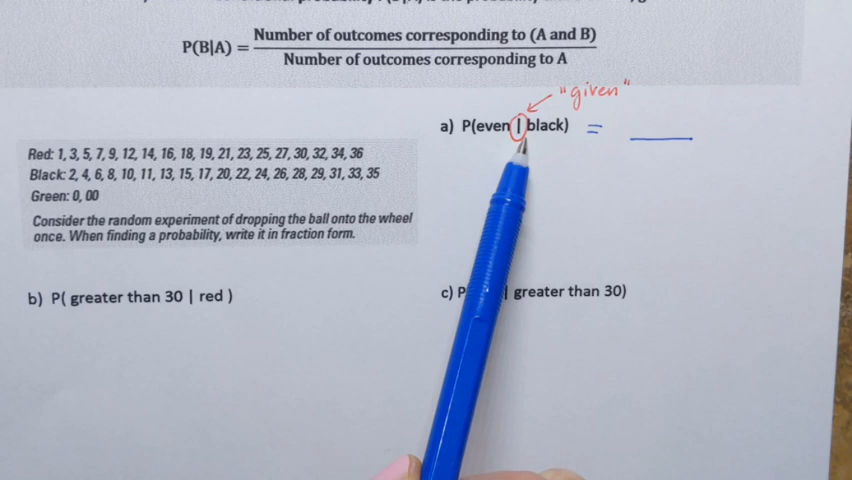 P(B|A) = Number of outcomes corresponding to (A and B)
Number of outcomes corresponding to A
"given"
a) P(even | black) = ____
Red: 1, 3, 5, 7, 9, 12, 14, 16, 18, 19, 21, 23, 25, 27, 30, 32, 34, 36
Black: 2, 4, 6, 8, 10, 11, 13, 15, 17, 20, 22, 24, 26, 28, 29, 31, 33, 35
Green: 0, 00
Consider the random experiment of dropping the ball onto the wheel
once. When finding a probability, write it in fraction form.
b) P( greater than 30 | red )
c) P | greater than 30)